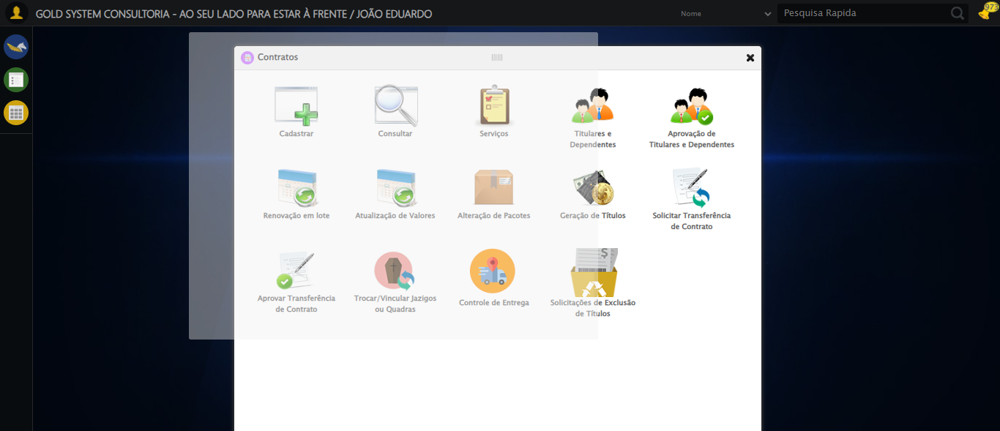 GOLD SYSTEM CONSULTORIA - AO SEU LADO PARA ESTAR À FRENTE / JOÃO EDUARDO
Nome
Pesquisa Rapida
973
Contratos
Cadastrar
Consultar
Serviços
Titulares e
Dependentes
Aprovação de
Titulares e Dependentes
Renovação em lote
Atualização de Valores
Alteração de Pacotes
Geração de Títulos
Solicitar Transferência
de Contrato
Aprovar Transferência
de Contrato
Trocar/Vincular Jazigos
ou Quadras
Controle de Entrega
Solicitações de Exclusão
de Títulos